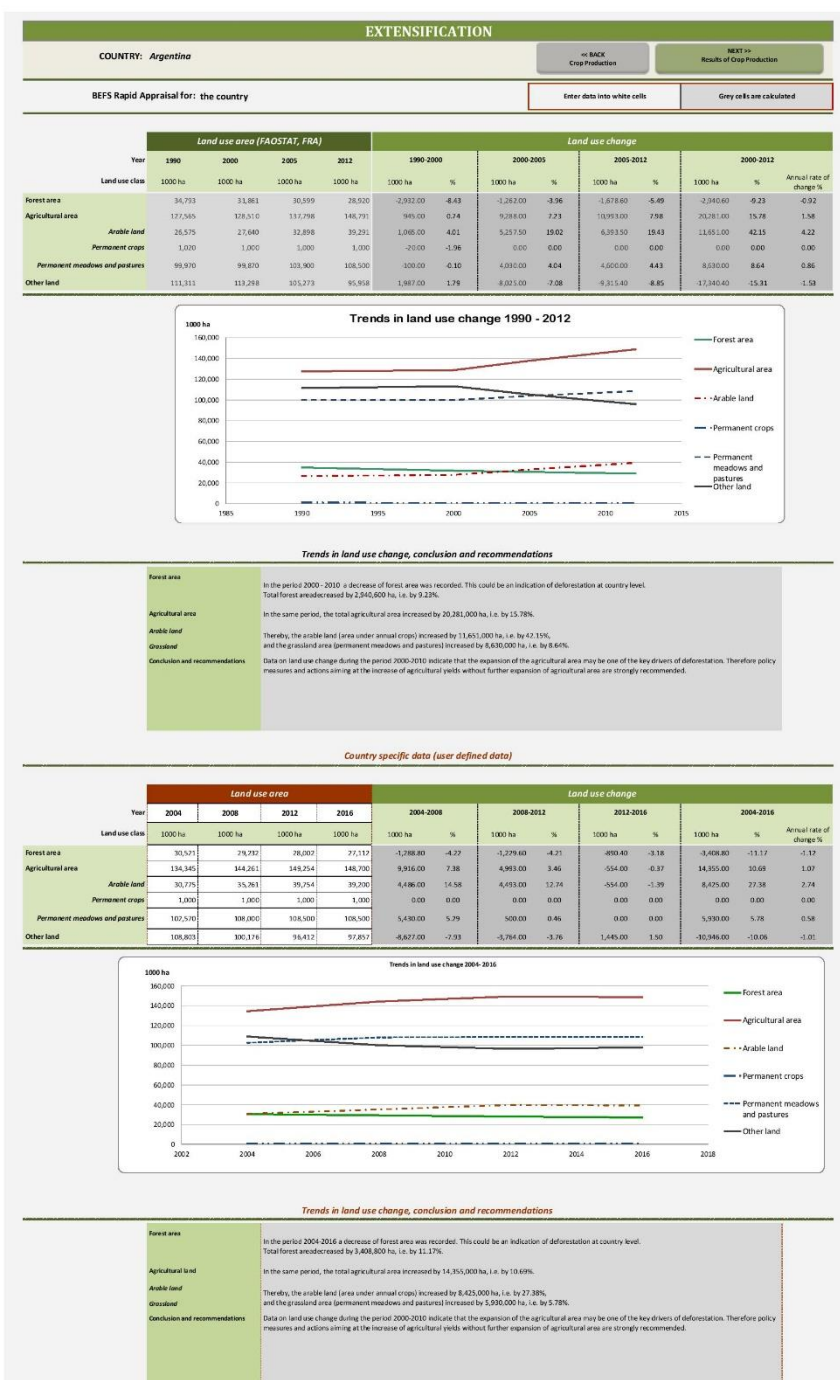 EXTENSIFICATION
COUNTRY: Argentina
<< BACK
Crop Production
NEXT >>
Results of Crop Production
BEFS Rapid Appraisal for: the country
Enter data into white cells
Grey cells are calculated
Land use area (FAOSTAT, FRA) Land use change
Year 1990 2000 2005 2012 1990-2000 2000-2005 2005-2012 2000-2012
Land use class 1000 ha 1000 ha 1000 ha 1000 ha 1000 ha % 1000 ha % 1000 ha % 1000 ha % Annual rate of
change %
Forest area 34,793 31,861 30,599 28,920 -2,932.00 -8.43 -1,262.00 -3.96 -1,678.60 -5.49 -2,940.60 -9.23 -0.92
Agricultural area 127,565 128,510 137,798 148,791 945.00 0.74 9,288.00 7.23 10,993.00 7.98 20,281.00 15.78 1.58
Arable land 26,575 27,640 32,898 39,291 1,065.00 4.01 5,257.50 19.02 6,393.50 19.43 11,651.00 42.15 4.22
Permanent crops 1,020 1,000 1,000 1,000 -20.00 -1.96 0.00 0.00 0.00 0.00 0.00 0.00 0.00
Permanent meadows and pastures 99,970 99,870 103,900 108,500 -100.00 -0.10 4,030.00 4.04 4,600.00 4.43 8,630.00 8.64 0.86
Other land 111,311 113,298 105,273 95,958 1,987.00 1.79 -8,025.00 -7.08 -9,315.40 -8.85 -17,340.40 -15.31 -1.53
Trends in land use change 1990 - 2012
1000 ha
160,000
140,000
120,000
100,000
80,000
60,000
40,000
20,000
0
1985 1990 1995 2000 2005 2010 2015
Forest area
Agricultural area
Arable land
Permanent crops
Permanent
meadows and
pastures
Other land
Trends in land use change, conclusion and recommendations
Forest area
In the period 2000 - 2010 a decrease of forest area was recorded. This could be an indication of deforestation at country level.
Total forest areadecreased by 2,940,600 ha, i.e. by 9.23%.
Agricultural area In the same period, the total agricultural area increased by 20,281,000 ha, i.e. by 15.78%.
Arable land Thereby, the arable land (area under annual crops) increased by 11,651,000 ha, i.e. by 42.15%,
Grassland and the grassland area (permanent meadows and pastures) increased by 8,630,000 ha, i.e. by 8.64%.
Conclusion and recommendations Data on land use change during the period 2000-2010 indicate that the expansion of the agricultural area may be one of the key drivers of deforestation. Therefore policy
measures and actions aiming at the increase of agricultural yields without further expansion of agricultural area are strongly recommended.
Country specific data (user defined data)
Land use area Land use change
Year 2004 2008 2012 2016 2004-2008 2008-2012 2012-2016 2004-2016
Land use class 1000 ha 1000 ha 1000 ha 1000 ha 1000 ha % 1000 ha % 1000 ha % 1000 ha % Annual rate of
change %
Forest area 30,521 29,232 28,002 27,112 -1,288.80 -4.22 -1,229.60 -4.21 -890.40 -3.18 -3,408.80 -11.17 -1.12
Agricultural area 134,345 144,261 149,254 148,700 9,916.00 7.38 4,993.00 3.46 -554.00 -0.37 14,355.00 10.69 1.07
Arable land 30,775 35,261 39,754 39,200 4,486.00 14.58 4,493.00 12.74 -554.00 -1.39 8,425.00 27.38 2.74
Permanent crops 1,000 1,000 1,000 1,000 0.00 0.00 0.00 0.00 0.00 0.00 0.00 0.00 0.00
Permanent meadows and pastures 102,570 108,000 108,500 108,500 5,430.00 5.29 500.00 0.46 0.00 0.00 5,930.00 5.78 0.58
Other land 108,803 100,176 96,412 97,857 -8,627.00 -7.93 -3,764.00 -3.76 1,445.00 1.50 -10,946.00 -10.06 -1.01
Trends in land use change 2004- 2016
1000 ha
160,000
140,000
120,000
100,000
80,000
60,000
40,000
20,000
0
2002 2004 2006 2008 2010 2012 2014 2016 2018
Forest area
Agricultural area
Arable land
Permanent crops
Permanent meadows
and pastures
Other land
Trends in land use change, conclusion and recommendations
Forest area
In the period 2004-2016 a decrease of forest area was recorded. This could be an indication of deforestation at country level.
Total forest areadecreased by 3,408,800 ha, i.e. by 11.17%.
Agricultural land In the same period, the total agricultural area increased by 14,355,000 ha, i.e. by 10.69%.
Arable land Thereby, the arable land (area under annual crops) increased by 8,425,000 ha, i.e. by 27.38%,
Grassland and the grassland area (permanent meadows and pastures) increased by 5,930,000 ha, i.e. by 5.78%.
Conclusion and recommendations Data on land use change during the period 2000-2010 indicate that the expansion of the agricultural area may be one of the key drivers of deforestation. Therefore policy
measures and actions aiming at the increase of agricultural yields without further expansion of agricultural area are strongly recommended.